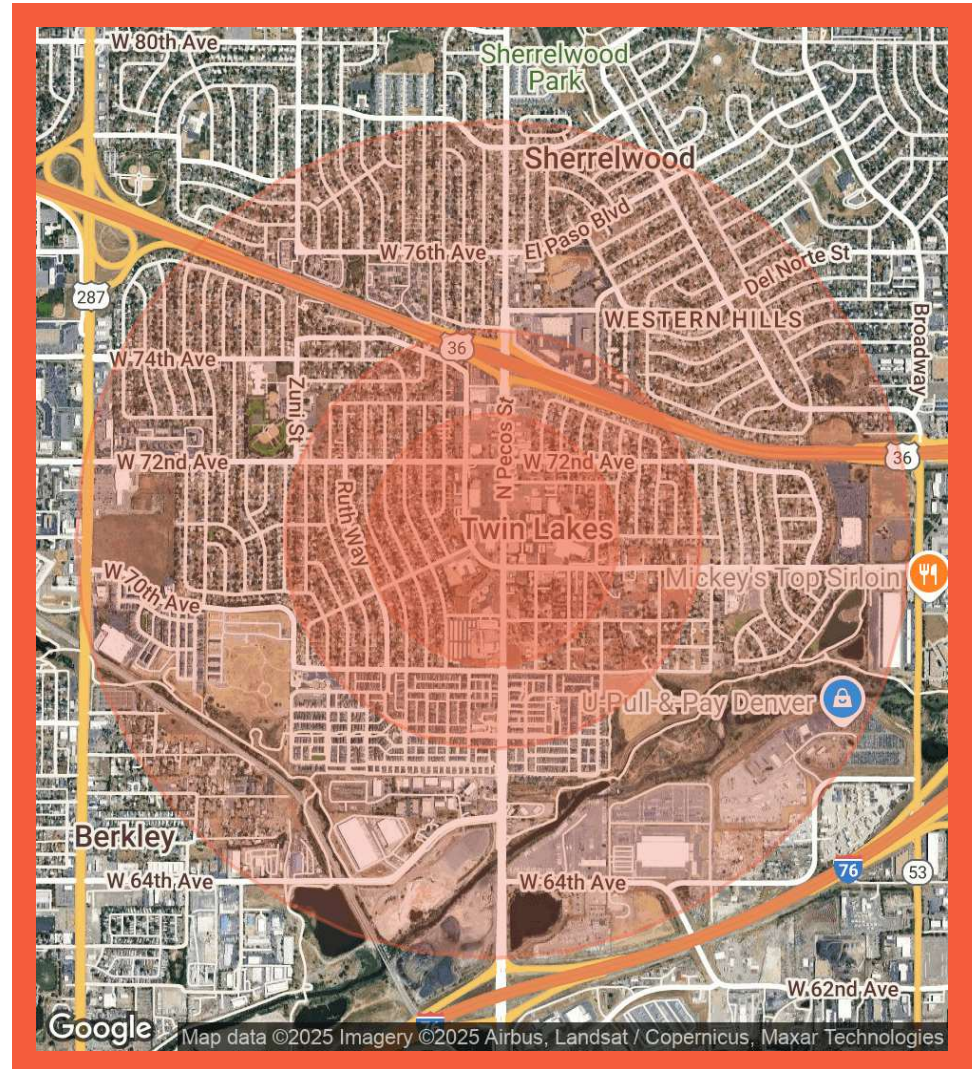 W 80th Ave
Sherrelwood
Park
Sherrelwood
El Paso Blvd
W 76th Ave
Del Norte St
287
WESTERN HILLS
Broadway
36
W 74th Ave
Zuni St
N Pecos St
W 72nd Ave
W 72nd Ave
36
Ruth Way
Twin Lakes
Mickey's Top Sirloin
W 70th Ave
U-Pull-&-Pay Denver
Berkley
76
53
W 64th Ave
W 64th Ave
W 62nd Ave
Google
Map data ©2025 Imagery ©2025 Airbus, Landsat / Copernicus, Maxar Technologies